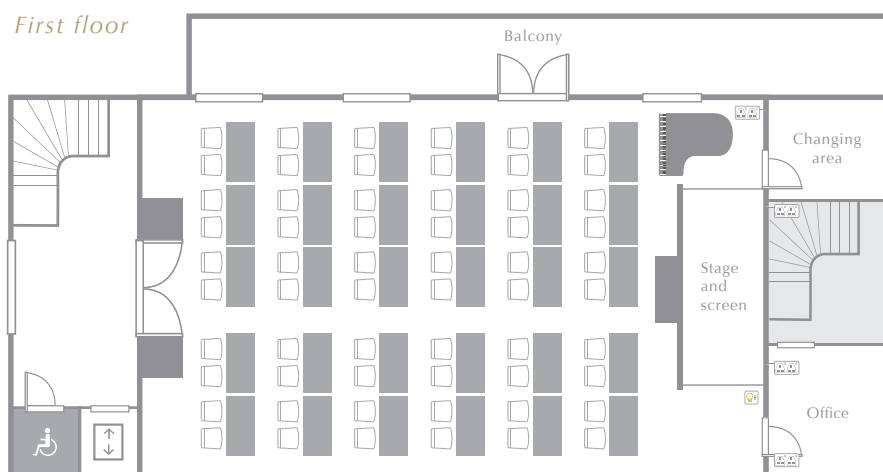 First floor
Balcony
Changing
area
Stage
and
screen
Office